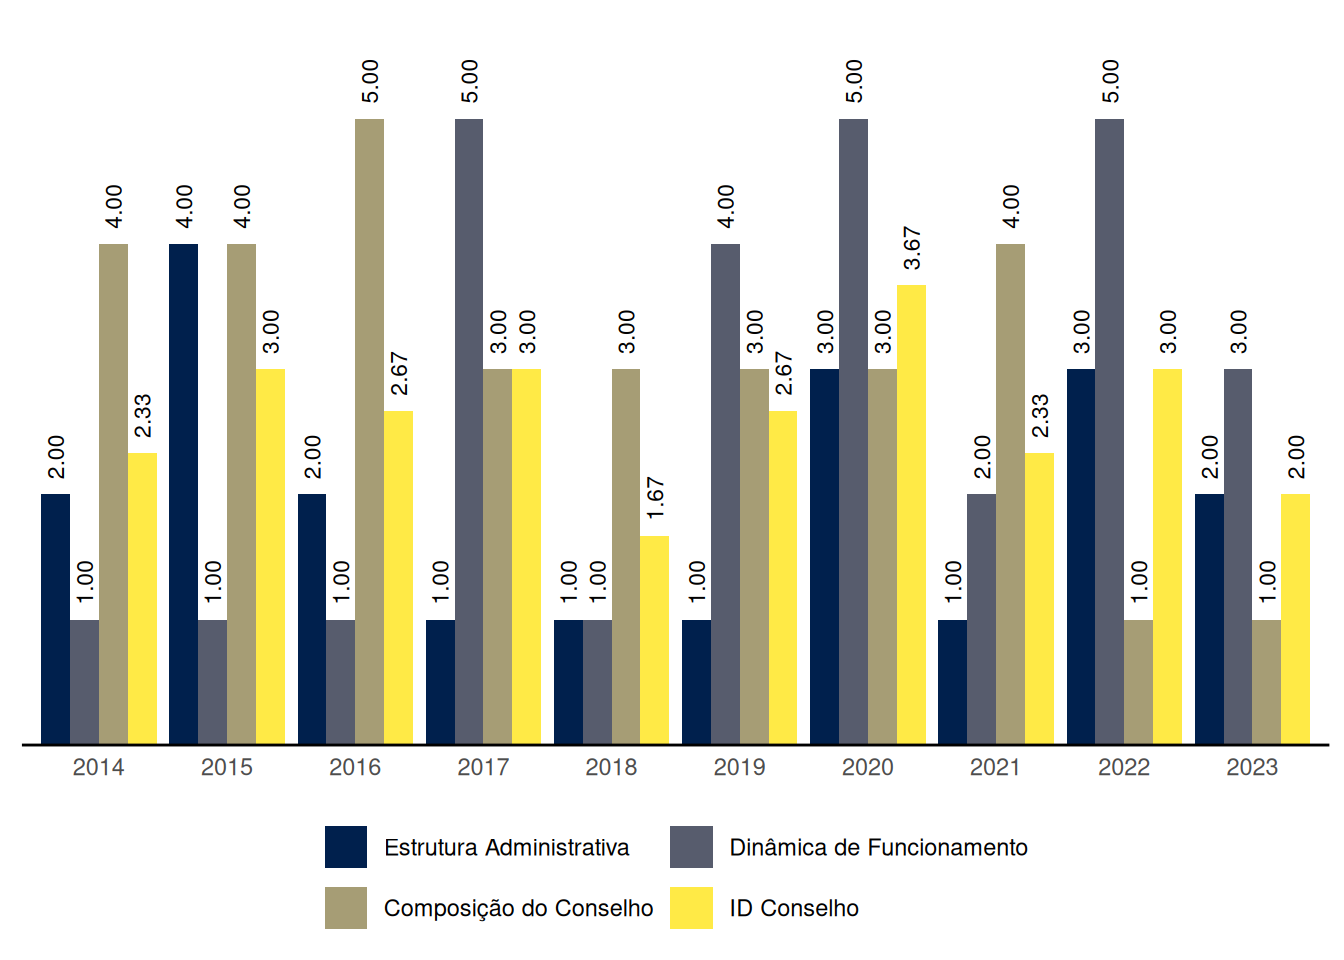 5.00 5.00 5.00 5.00
4.00 4.00 4.00 4.00 4.00
3.67
3.00 3.00 3.00 3.00 3.00 3.00 3.00 3.00 3.00 3.00
2.67 2.67
2.33 2.33
2.00 2.00 2.00 2.00 2.00
1.67
1.00 1.00 1.00 1.00 1.00 1.00 1.00 1.00 1.00 1.00
2014 2015 2016 2017 2018 2019 2020 2021 2022 2023
Estrutura Administrativa Dinâmica de Funcionamento
Composição do Conselho ID Conselho